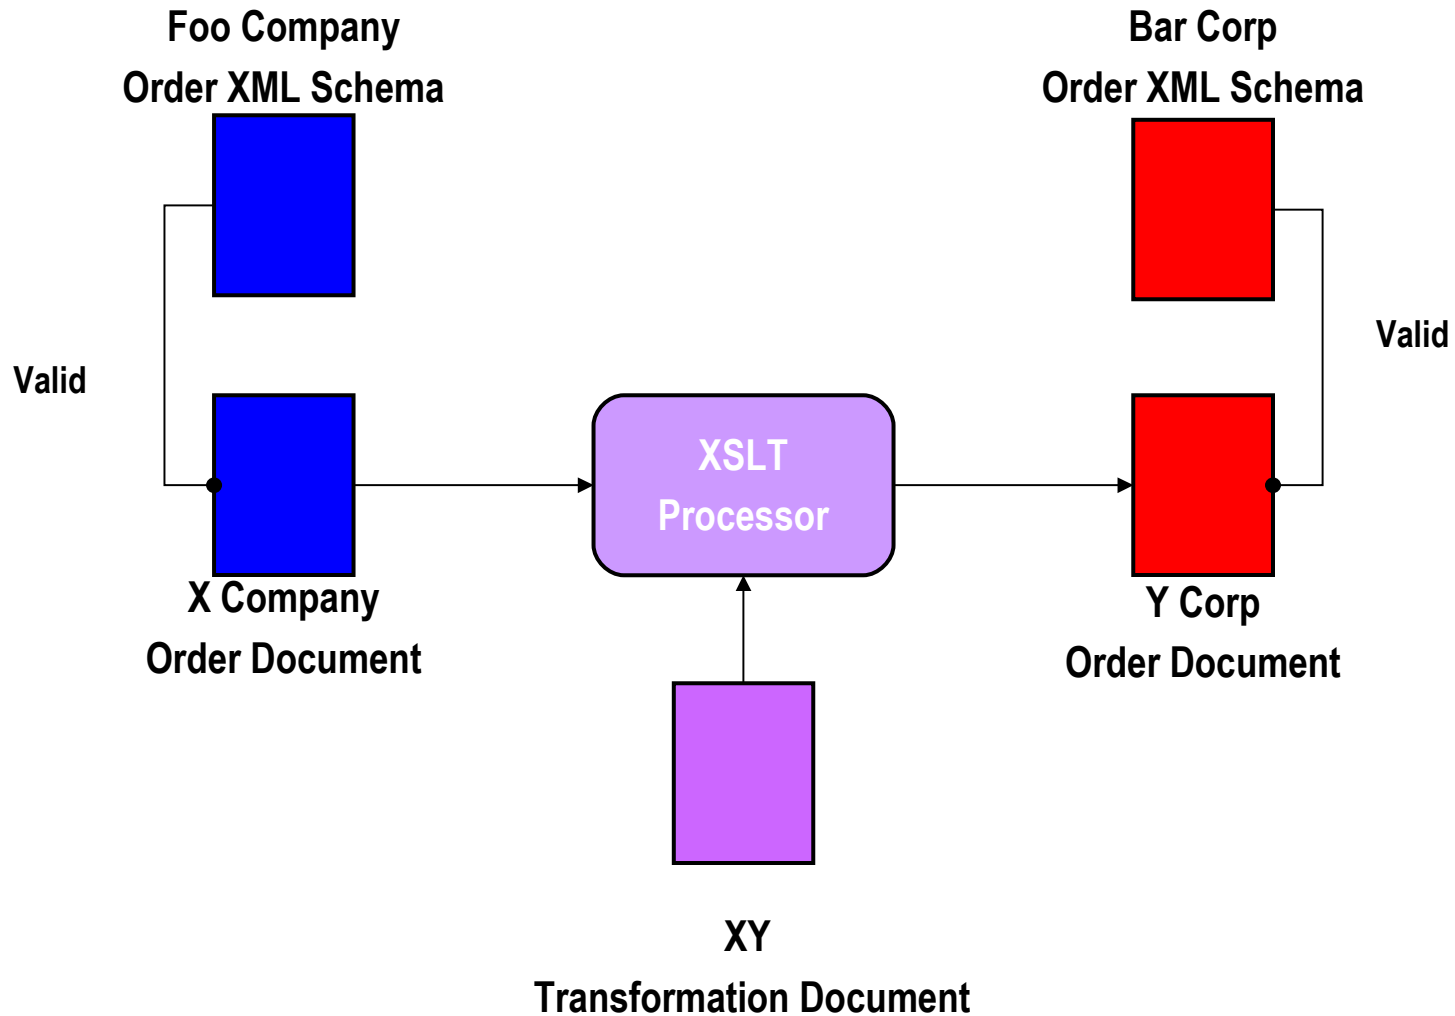 Foo Company
Order XML Schema
Bar Corp
Order XML Schema
Valid
Valid
XSLT
Processor
X Company
Order Document
Y Corp
Order Document
XY
Transformation Document